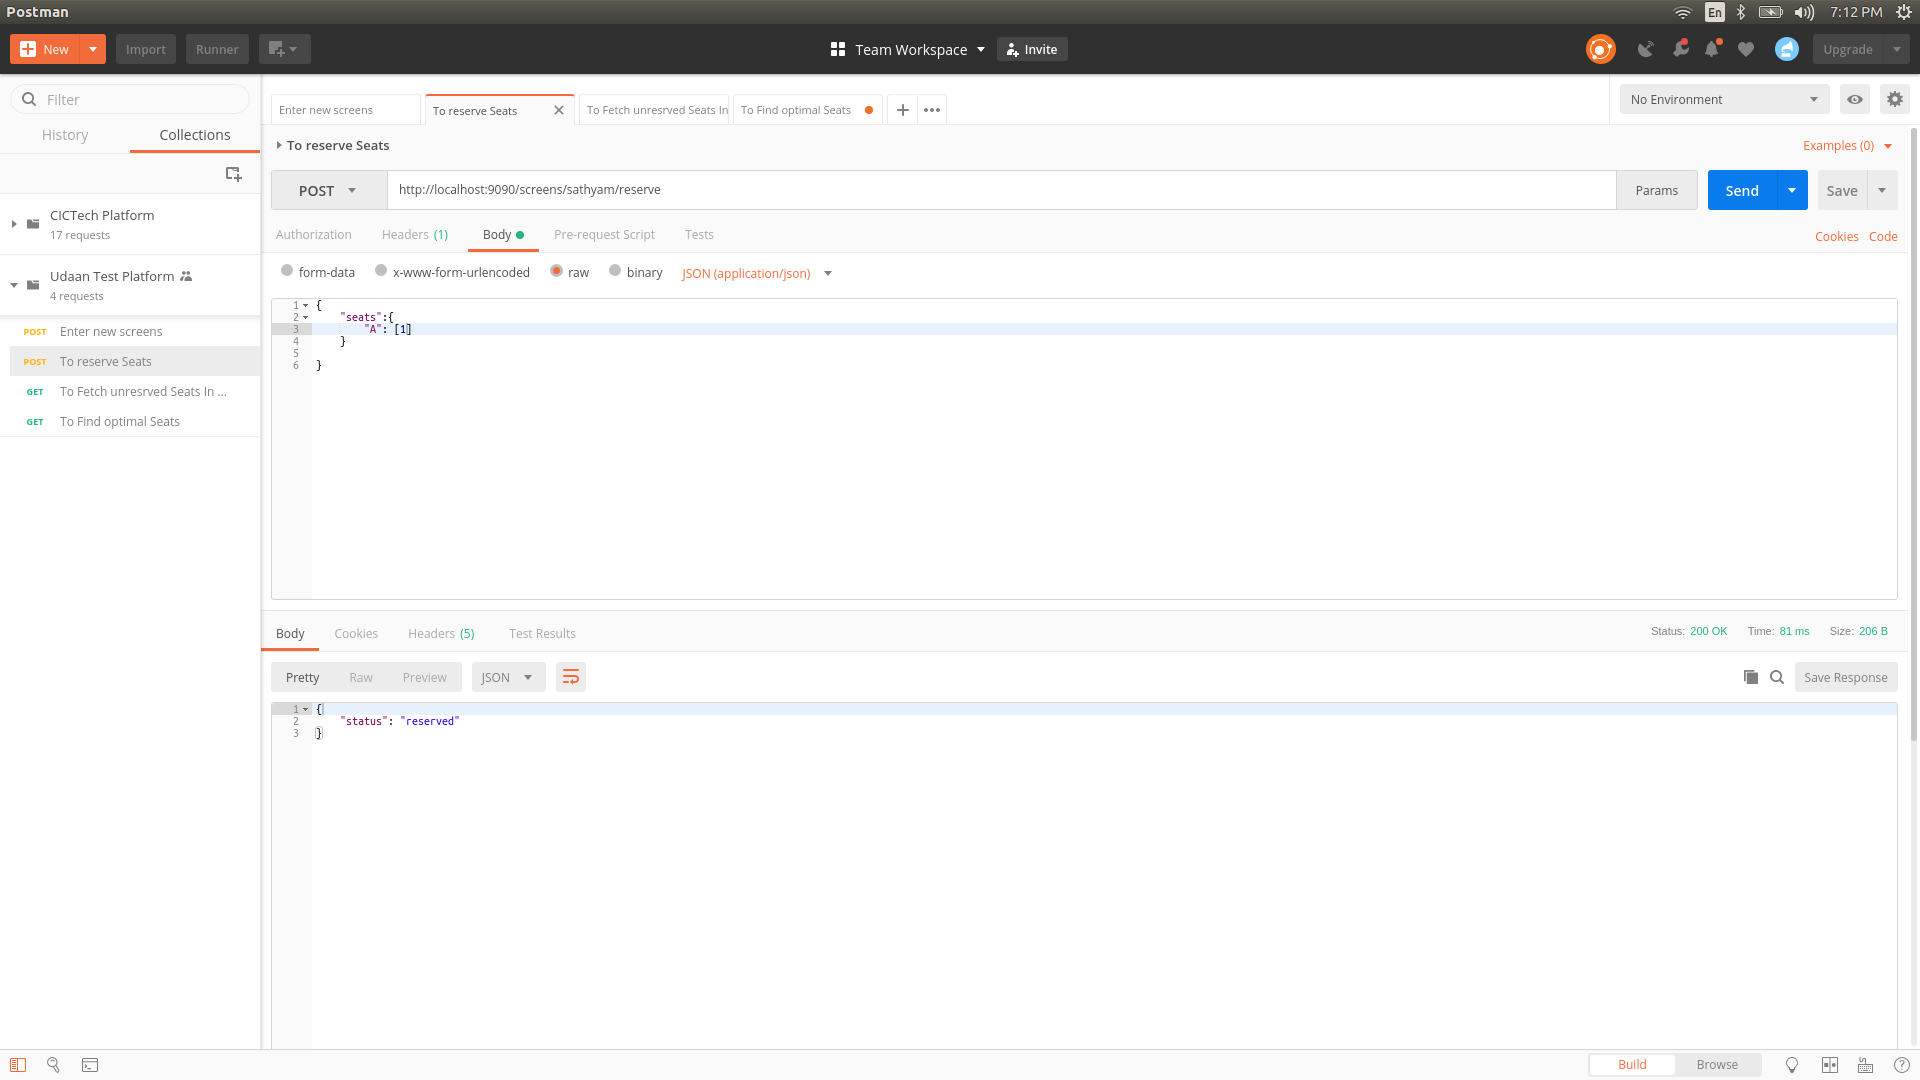 Postman
En
7:12 PM
New
Import
Runner
Team Workspace
Invite
Upgrade
Filter
History
Collections
CICTech Platform
17 requests
Udaan Test Platform
4 requests
POST Enter new screens
POST To reserve Seats
GET To Fetch unresrved Seats In ...
GET To Find optimal Seats
Enter new screens
To reserve Seats
To Fetch unresrved Seats In
To Find optimal Seats
No Environment
To reserve Seats
Examples (0)
POST
http://localhost:9090/screens/sathyam/reserve
Params
Send
Save
Authorization
Headers (1)
Body
Pre-request Script
Tests
Cookies
Code
form-data
x-www-form-urlencoded
raw
binary
JSON (application/json)
1 {
2 "seats":{
3 "A": [1]
4 }
5
6 }
Body
Cookies
Headers (5)
Test Results
Status: 200 OK
Time: 81 ms
Size: 206 B
Pretty
Raw
Preview
JSON
Save Response
1 {
2 "status": "reserved"
3 }
Build
Browse